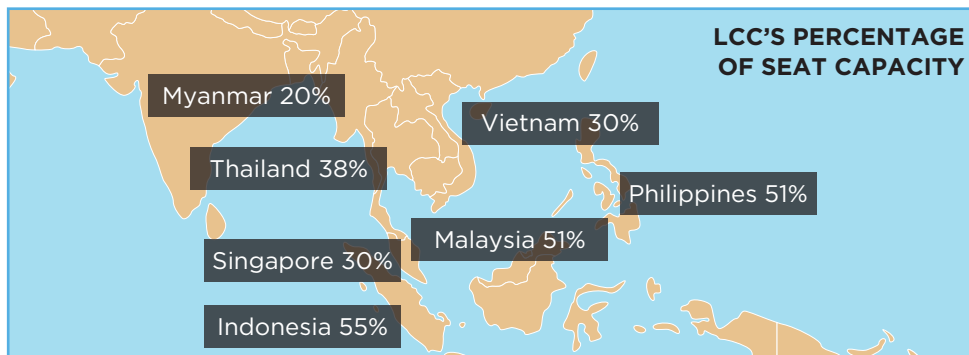 LCC'S PERCENTAGE
OF SEAT CAPACITY
Myanmar 20%
Vietnam 30%
Thailand 38%
Philippines 51%
Malaysia 51%
Singapore 30%
Indonesia 55%